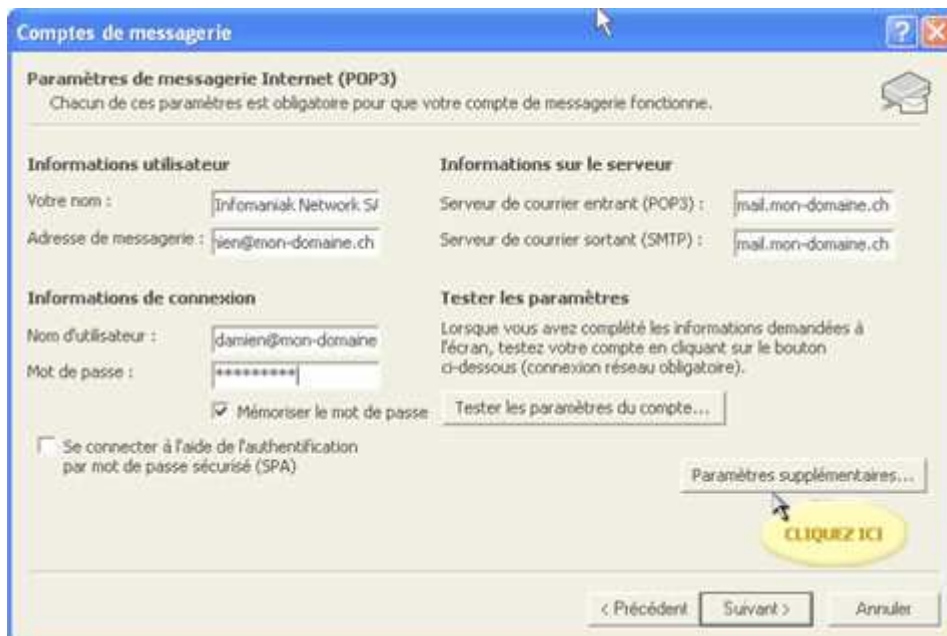 Comptes de messagerie
Paramètres de messagerie Internet (POP3)
Chacun de ces paramètres est obligatoire pour que votre compte de messagerie fonctionne.
Informations utilisateur
Votre nom :
Infomaniak Network SA
Adresse de messagerie :
ien@mon-domaine.ch
Informations de connexion
Nom d'utilisateur :
damien@mon-domaine
Mot de passe :
*********
Mémoriser le mot de passe
Se connecter à l'aide de l'authentification
par mot de passe sécurisé (SPA)
Informations sur le serveur
Serveur de courrier entrant (POP3) :
mail.mon-domaine.ch
Serveur de courrier sortant (SMTP) :
mail.mon-domaine.ch
Tester les paramètres
Lorsque vous avez complété les informations demandées à
l'écran, testez votre compte en cliquant sur le bouton
ci-dessous (connexion réseau obligatoire).
Tester les paramètres du compte...
Paramètres supplémentaires...
CLIQUEZ ICI
< Précédent
Suivant >
Annuler